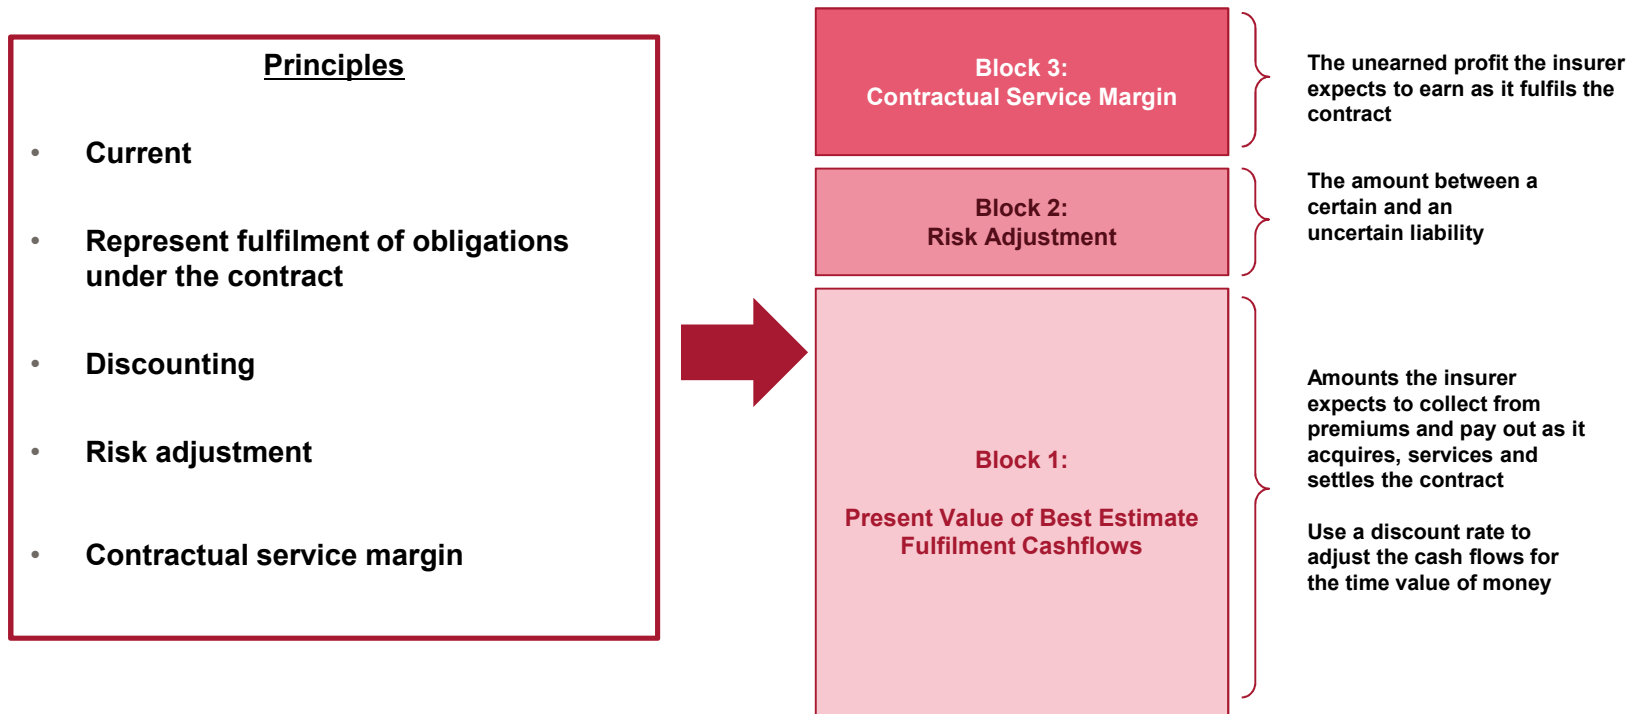 Principles
• Current
• Represent fulfilment of obligations
under the contract
• Discounting
• Risk adjustment
• Contractual service margin
Block 3:
Contractual Service Margin
The unearned profit the insurer
expects to earn as it fulfils the
contract
Block 2:
Risk Adjustment
The amount between a
certain and an
uncertain liability
Block 1:
Present Value of Best Estimate
Fulfilment Cashflows
Amounts the insurer
expects to collect from
premiums and pay out as it
acquires, services and
settles the contract
Use a discount rate to
adjust the cash flows for
the time value of money